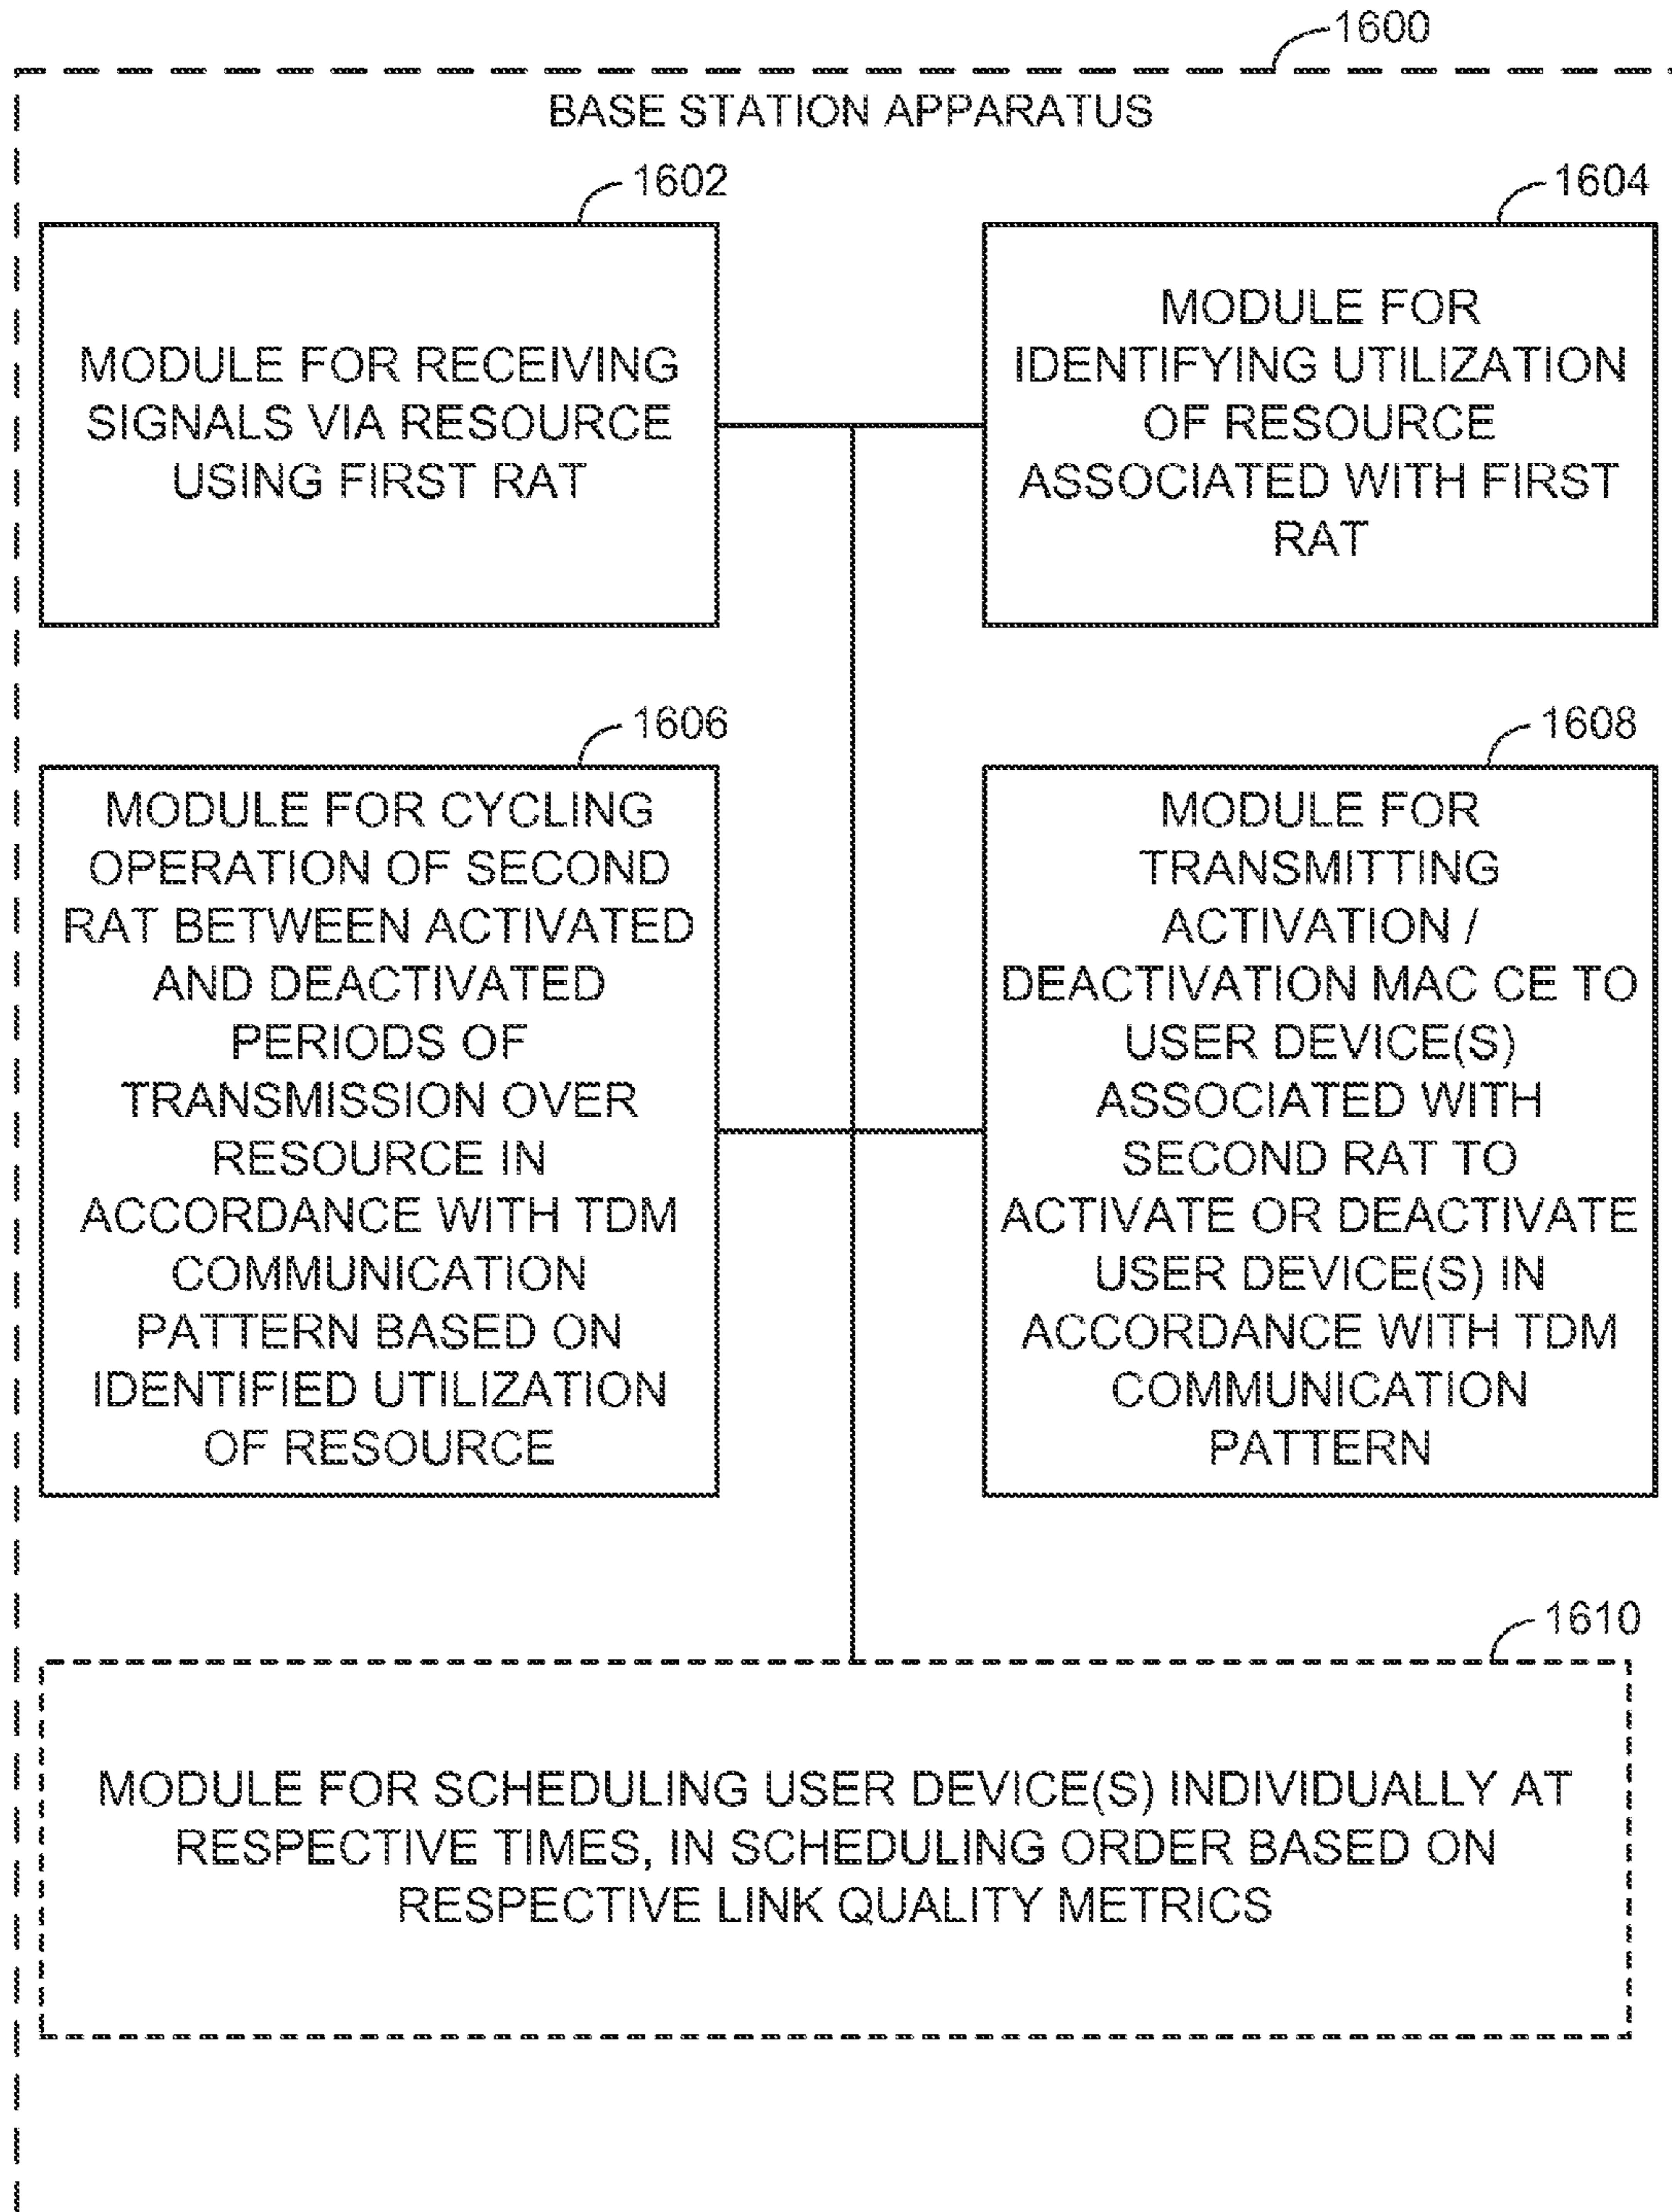 1600
BASE STATION APPARATUS
1602
MODULE FOR RECEIVING
SIGNALS VIA RESOURCE
USING FIRST RAT
1604
MODULE FOR
IDENTIFYING UTILIZATION
OF RESOURCE
ASSOCIATED WITH FIRST
RAT
1606
MODULE FOR CYCLING
OPERATION OF SECOND
RAT BETWEEN ACTIVATED
AND DEACTIVATED
PERIODS OF
TRANSMISSION OVER
RESOURCE IN
ACCORDANCE WITH TDM
COMMUNICATION
PATTERN BASED ON
IDENTIFIED UTILIZATION
OF RESOURCE
1608
MODULE FOR
TRANSMITTING
ACTIVATION /
DEACTIVATION MAC CE TO
USER DEVICE(S)
ASSOCIATED WITH
SECOND RAT TO
ACTIVATE OR DEACTIVATE
USER DEVICE(S) IN
ACCORDANCE WITH TDM
COMMUNICATION
PATTERN
1610
MODULE FOR SCHEDULING USER DEVICE(S) INDIVIDUALLY AT
RESPECTIVE TIMES, IN SCHEDULING ORDER BASED ON
RESPECTIVE LINK QUALITY METRICS